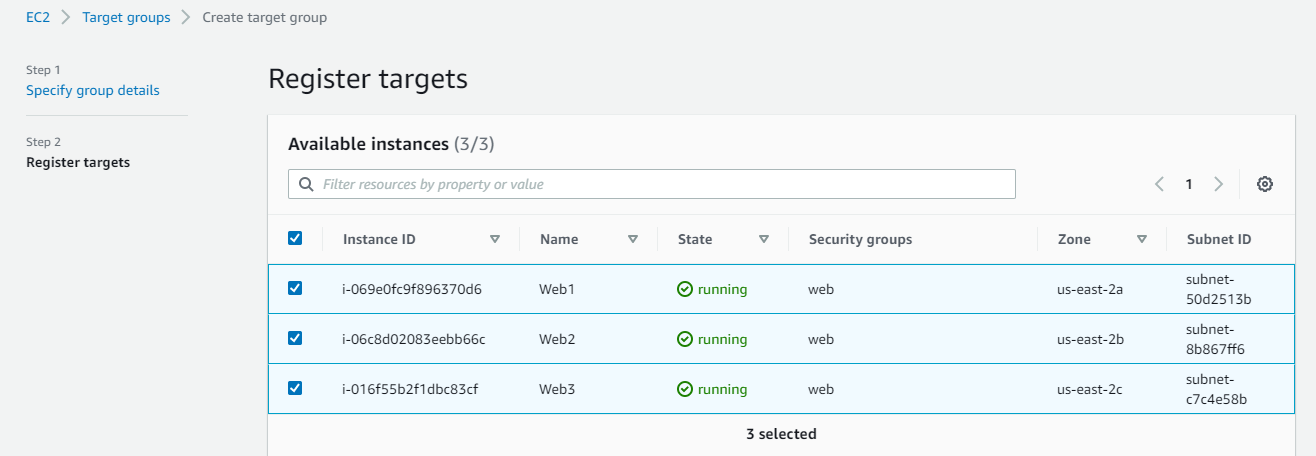 EC2 > Target groups > Create target group
Step 1
Specify group details
Step 2
Register targets
Register targets
Available instances (3/3)
Filter resources by property or value
1
Instance ID Name State Security groups Zone Subnet ID
i-069e0fc9f896370d6 Web1 running web us-east-2a subnet-
50d2513b
i-06c8d02083eebb66c Web2 running web us-east-2b subnet-
8b867ff6
i-016f55b2f1dbc83cf Web3 running web us-east-2c subnet-
c7c4e58b
3 selected